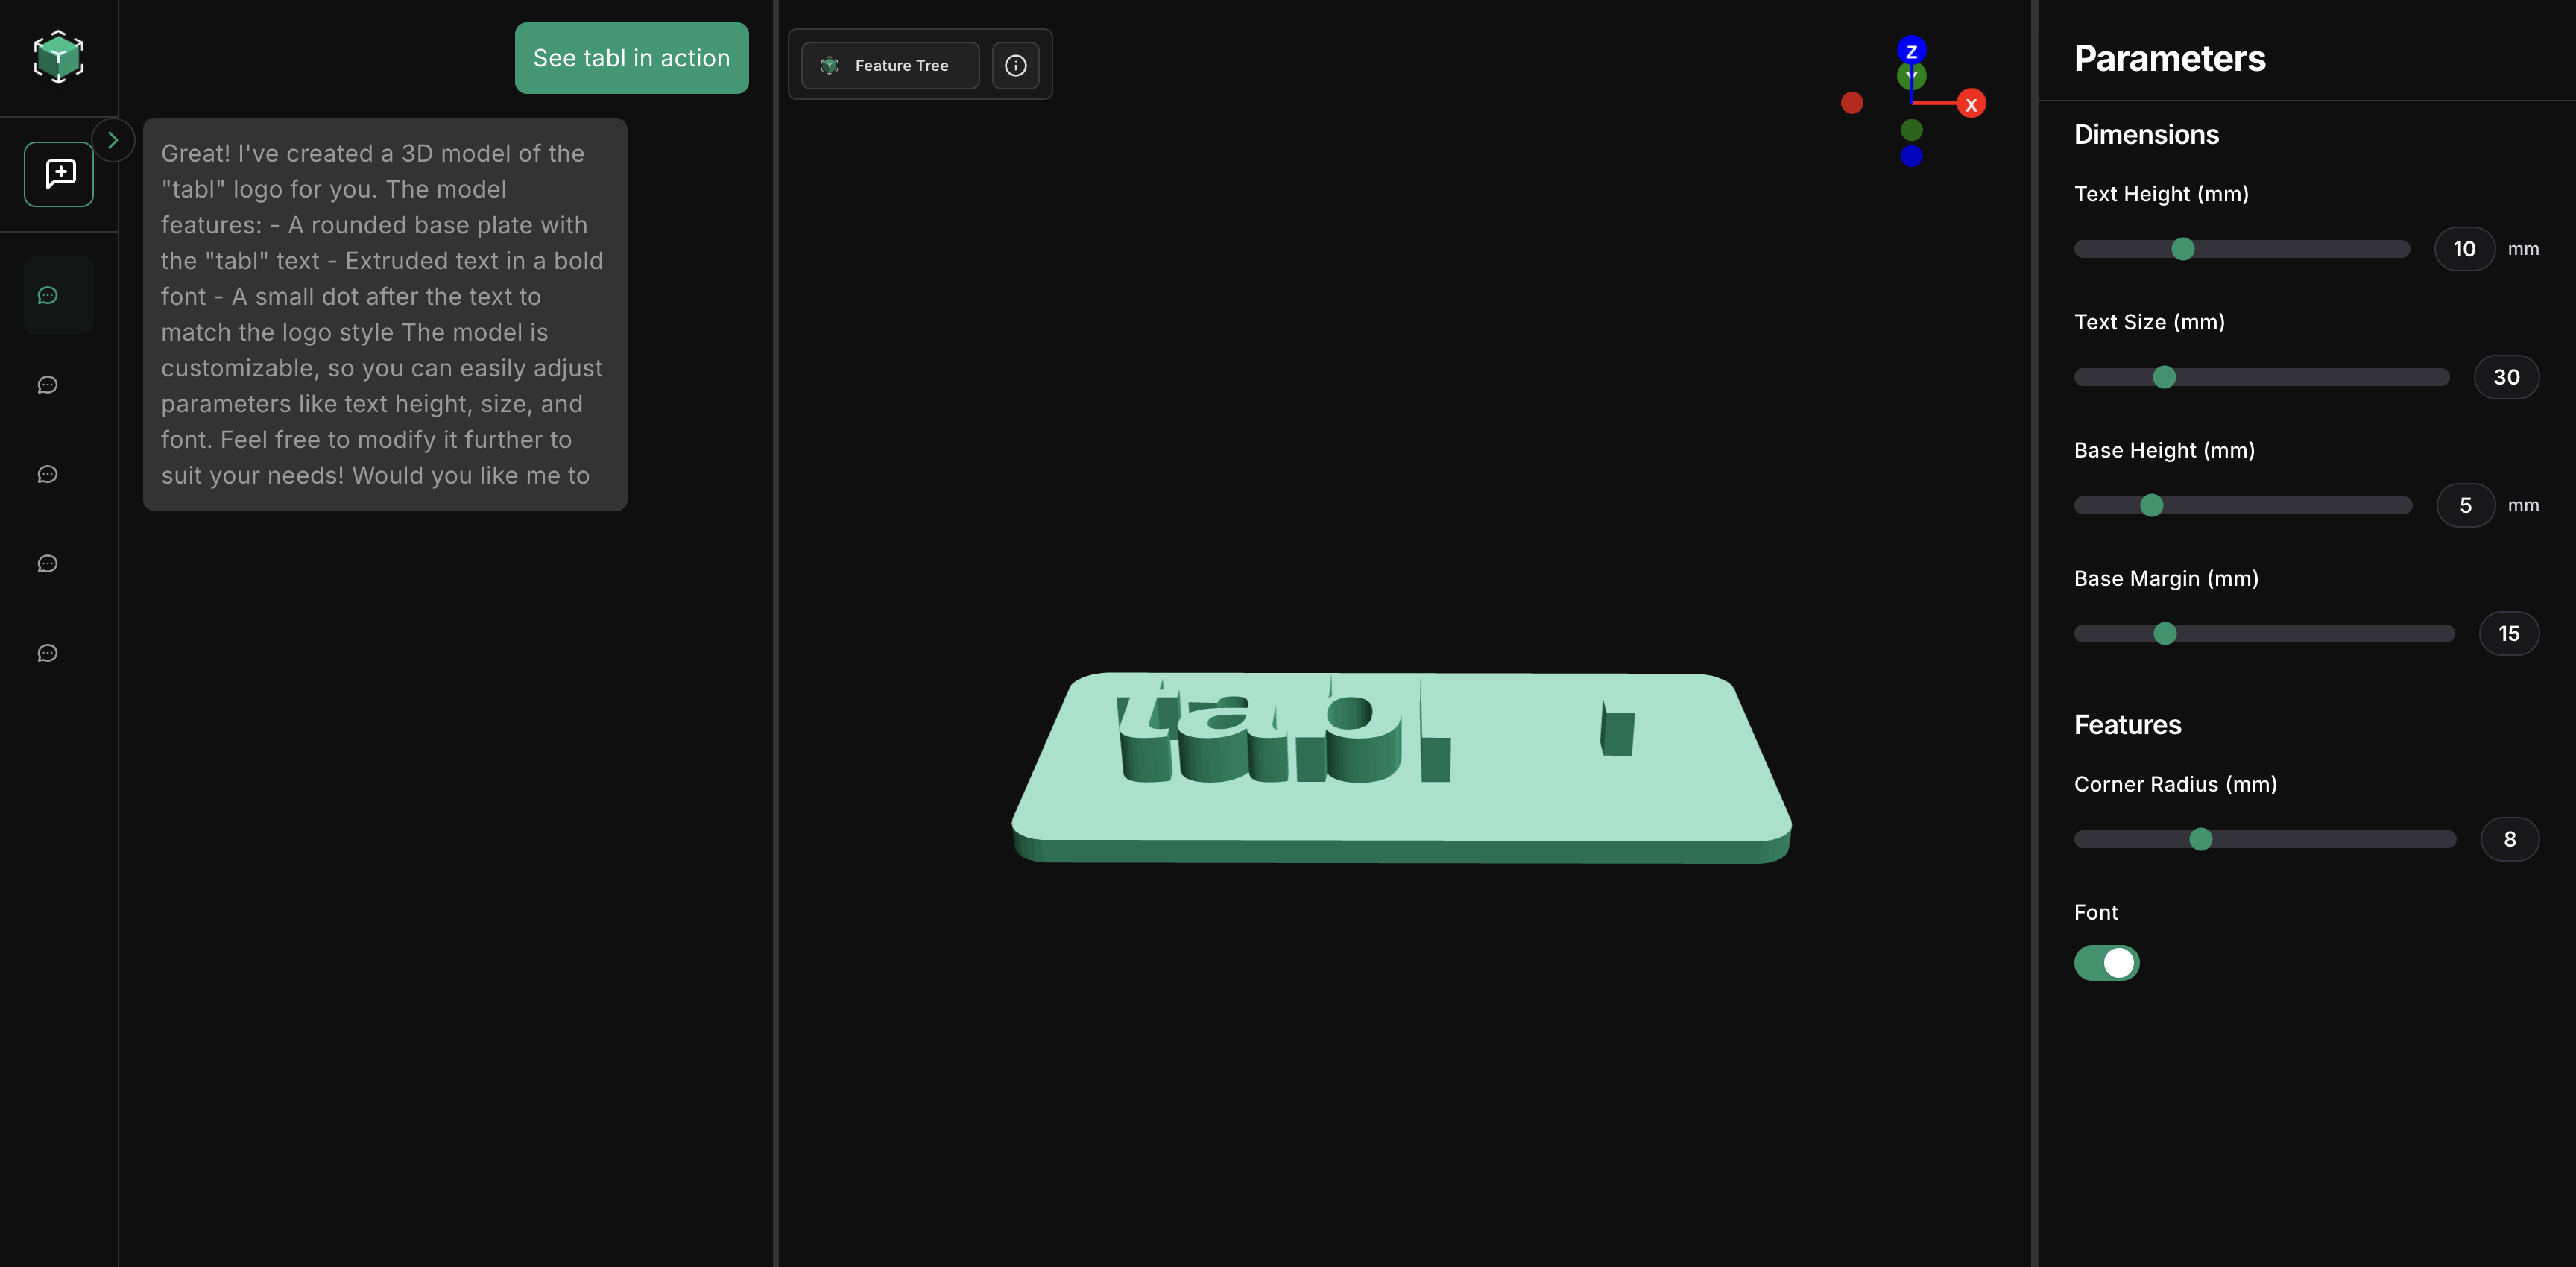 See tabl in action
Great! I've created a 3D model of the
"tabl" logo for you. The model
features: - A rounded base plate with
the "tabl" text - Extruded text in a bold
font - A small dot after the text to
match the logo style The model is
customizable, so you can easily adjust
parameters like text height, size, and
font. Feel free to modify it further to
suit your needs! Would you like me to
Feature Tree
Z
Y
X
tabl
Parameters
Dimensions
Text Height (mm)
10 mm
Text Size (mm)
30
Base Height (mm)
5 mm
Base Margin (mm)
15
Features
Corner Radius (mm)
8
Font